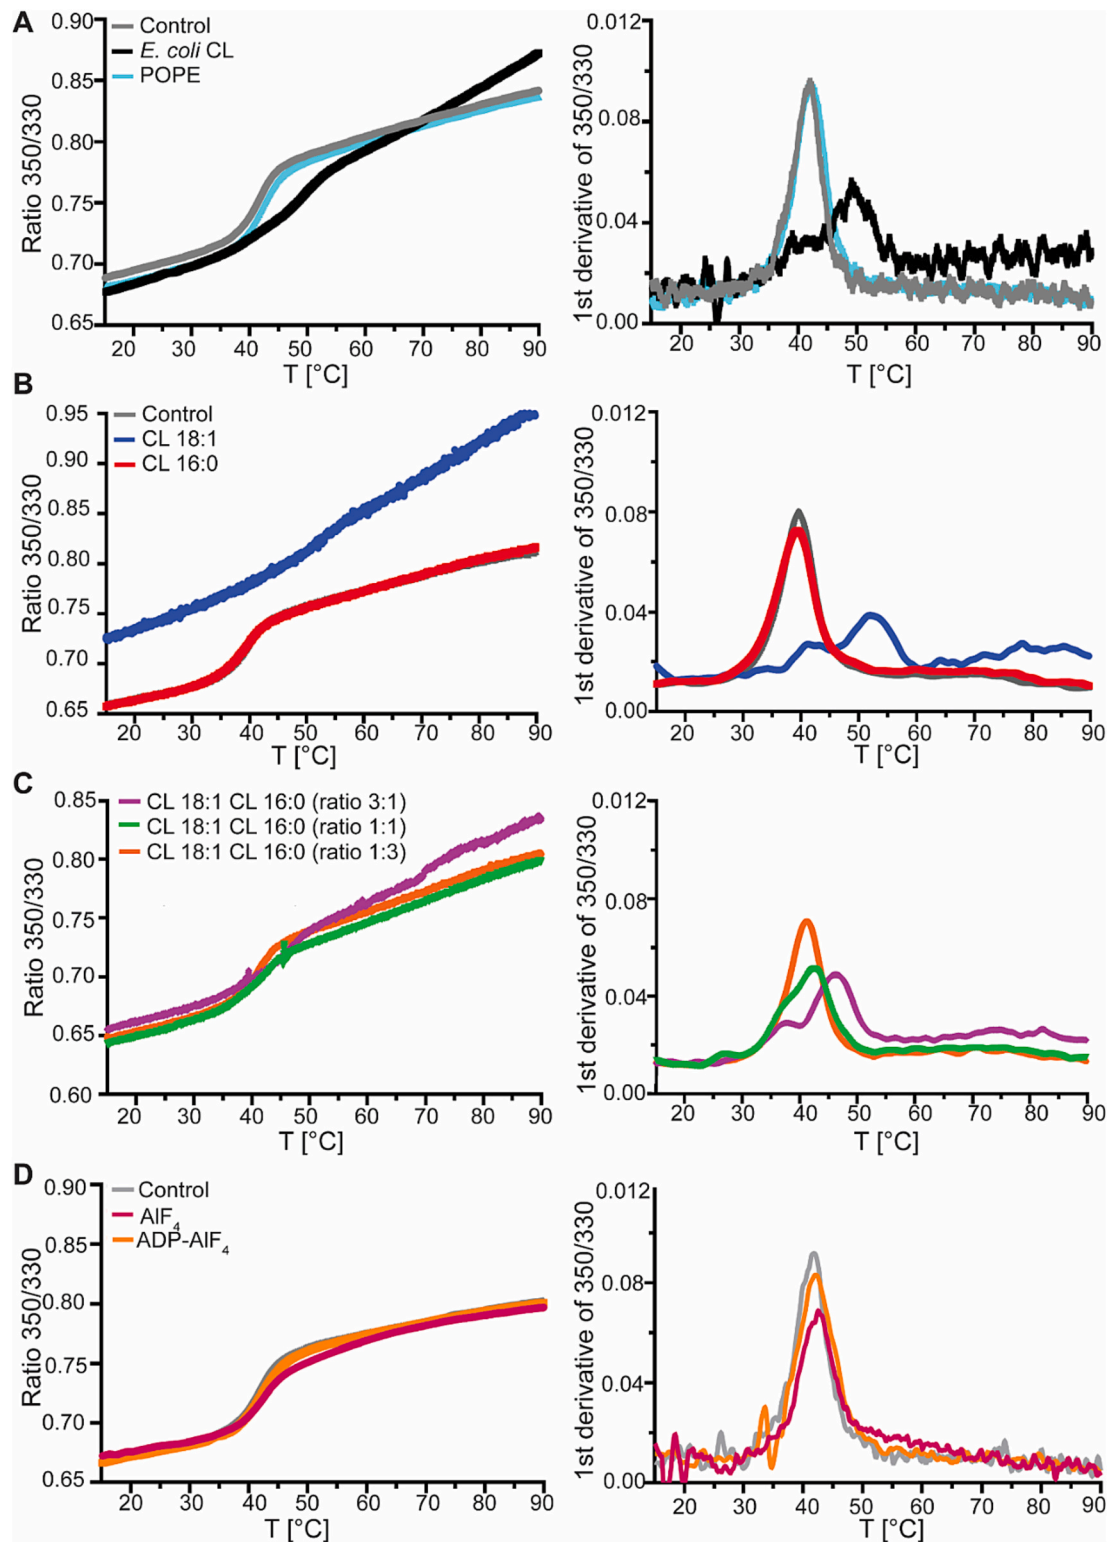 A
Control
E. coli CL
POPE
Ratio 350/330
0.90
0.85
0.80
0.75
0.70
0.65
20 30 40 50 60 70 80 90
T [°C]
1st derivative of 350/330
0.012
0.08
0.04
0.00
20 30 40 50 60 70 80 90
T [°C]
B
Control
CL 18:1
CL 16:0
Ratio 350/330
0.95
0.90
0.85
0.80
0.75
0.70
0.65
20 30 40 50 60 70 80 90
T [°C]
1st derivative of 350/330
0.012
0.08
0.04
0.00
20 30 40 50 60 70 80 90
T [°C]
C
CL 18:1 CL 16:0 (ratio 3:1)
CL 18:1 CL 16:0 (ratio 1:1)
CL 18:1 CL 16:0 (ratio 1:3)
Ratio 350/330
0.85
0.80
0.75
0.70
0.65
0.60
20 30 40 50 60 70 80 90
T [°C]
1st derivative of 350/330
0.012
0.08
0.04
0.00
20 30 40 50 60 70 80 90
T [°C]
D
Control
AlF4
ADP-AlF4
Ratio 350/330
0.90
0.85
0.80
0.75
0.70
0.65
20 30 40 50 60 70 80 90
T [°C]
1st derivative of 350/330
0.012
0.08
0.04
0.00
20 30 40 50 60 70 80 90
T [°C]